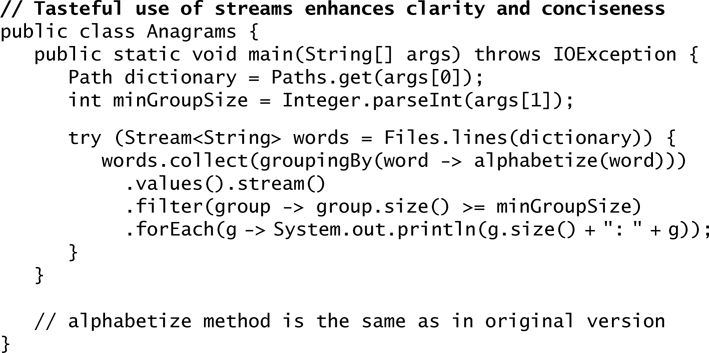 // Tasteful use of streams enhances clarity and conciseness
public class Anagrams {
   public static void main(String[] args) throws IOException {
      Path dictionary = Paths.get(args[0]);
      int minGroupSize = Integer.parseInt(args[1]);

      try (Stream<String> words = Files.lines(dictionary)) {
         words.collect(groupingBy(word -> alphabetize(word)))
           .values().stream()
           .filter(group -> group.size() >= minGroupSize)
           .forEach(g -> System.out.println(g.size() + ": " + g));
      }
   }

   // alphabetize method is the same as in original version
}